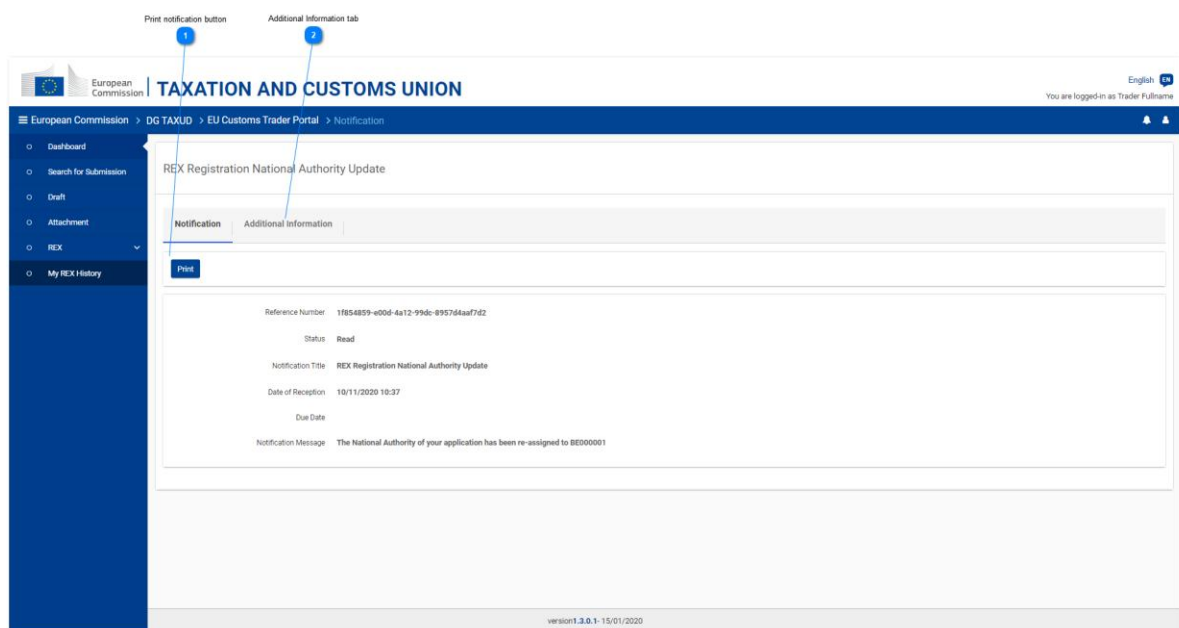 Print notification button
Additional Information tab
1
2
European
Commission
TAXATION AND CUSTOMS UNION
English EN
You are logged-in as Trader Fullname
European Commission > DG TAXUD > EU Customs Trader Portal > Notification
Dashboard
Search for Submission
Draft
Attachment
REX
My REX History
REX Registration National Authority Update
Notification Additional Information
Print
Reference Number 1f854859-e00d-4a12-99dc-8957d4aaf7d2
Status Read
Notification Title REX Registration National Authority Update
Date of Reception 10/11/2020 10:37
Due Date
Notification Message The National Authority of your application has been re-assigned to BE000001
version1.3.0.1- 15/01/2020